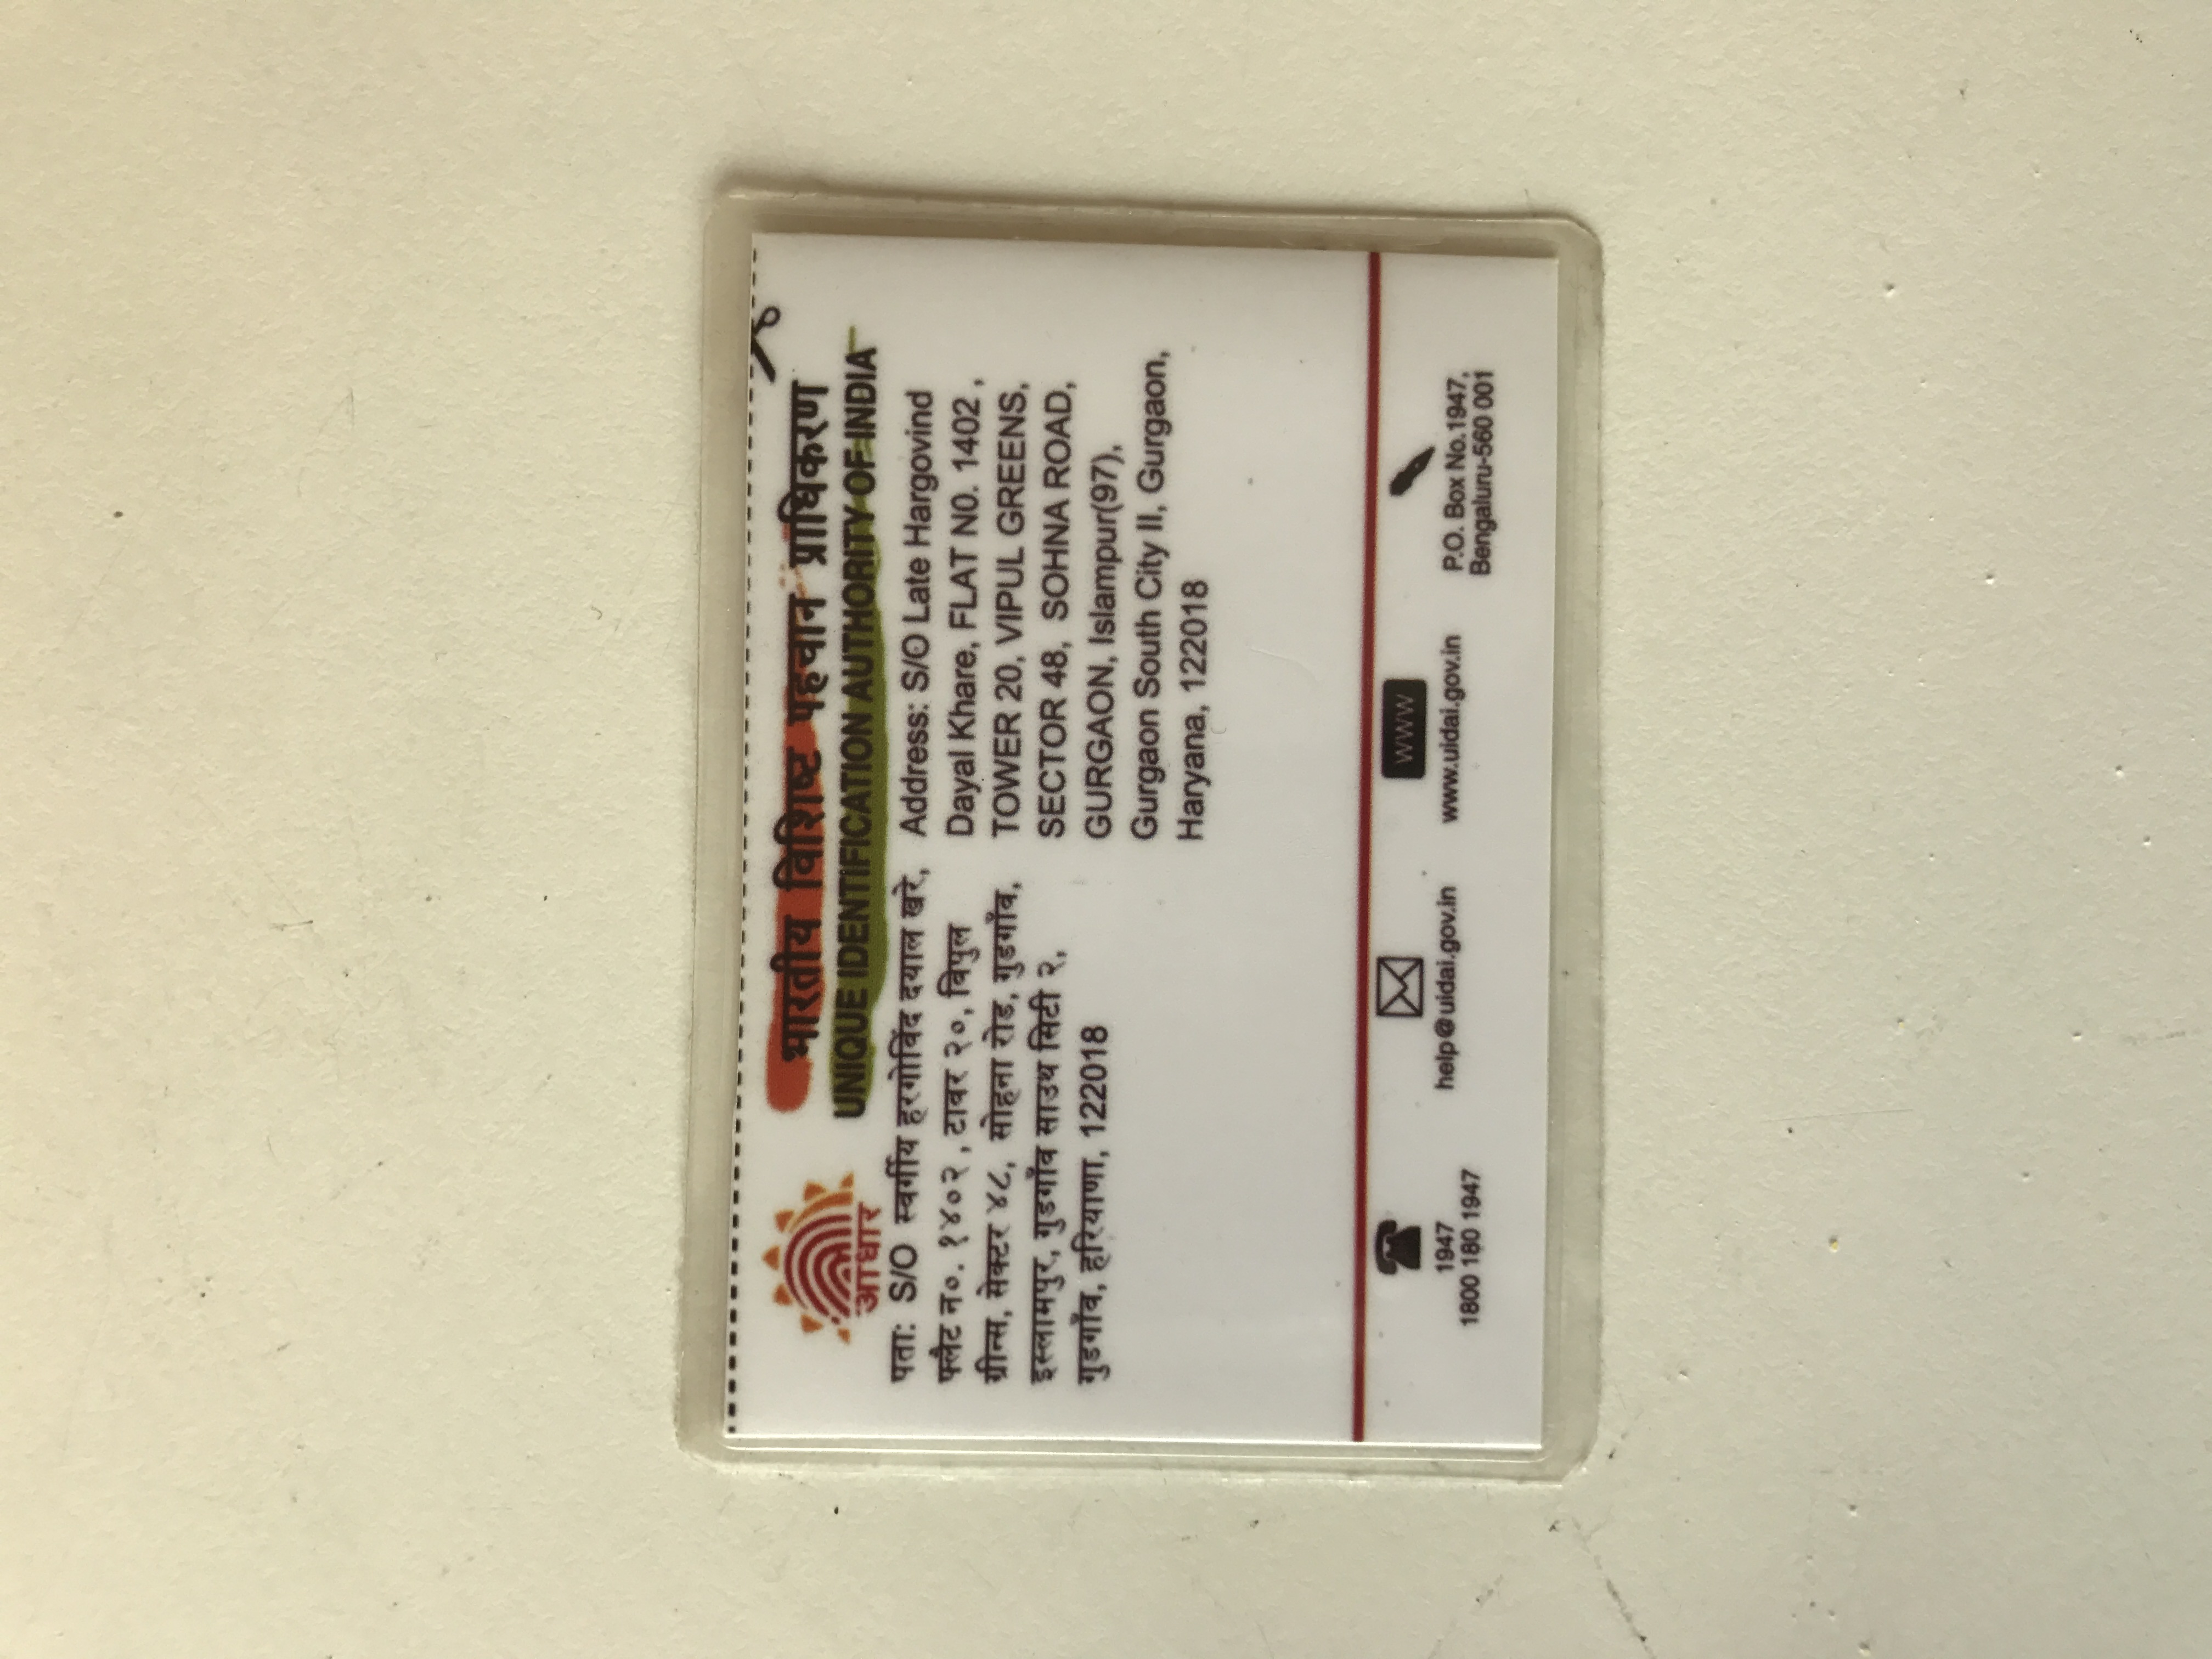 भारतीय विशिष्ट पहचान प्राधिकरण
UNIQUE IDENTIFICATION AUTHORITY OF INDIA
आधार
पता: S/O स्वर्गीय हरगोविंद दयाल खरे,
फ्लैट न०. १४०२ , टावर २०, विपुल
ग्रीन्स, सेक्टर ४८, सोहना रोड, गुडगाँव,
इस्लामपुर, गुडगाँव साउथ सिटी २,
गुडगाँव, हरियाणा, 122018
Address: S/O Late Hargovind
Dayal Khare, FLAT N0. 1402 ,
TOWER 20, VIPUL GREENS,
SECTOR 48, SOHNA ROAD,
GURGAON, Islampur(97),
Gurgaon South City II, Gurgaon,
Haryana, 122018
1947
1800 180 1947
help@uidai.gov.in
WWW
www.uidai.gov.in
P.O. Box No.1947,
Bengaluru-560 001